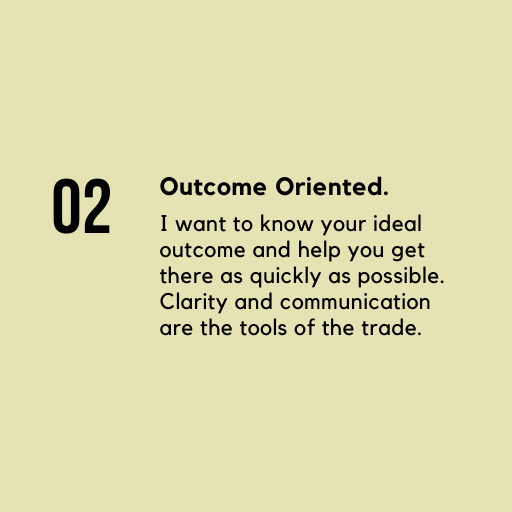 02
Outcome Oriented.
I want to know your ideal
outcome and help you get
there as quickly as possible.
Clarity and communication
are the tools of the trade.